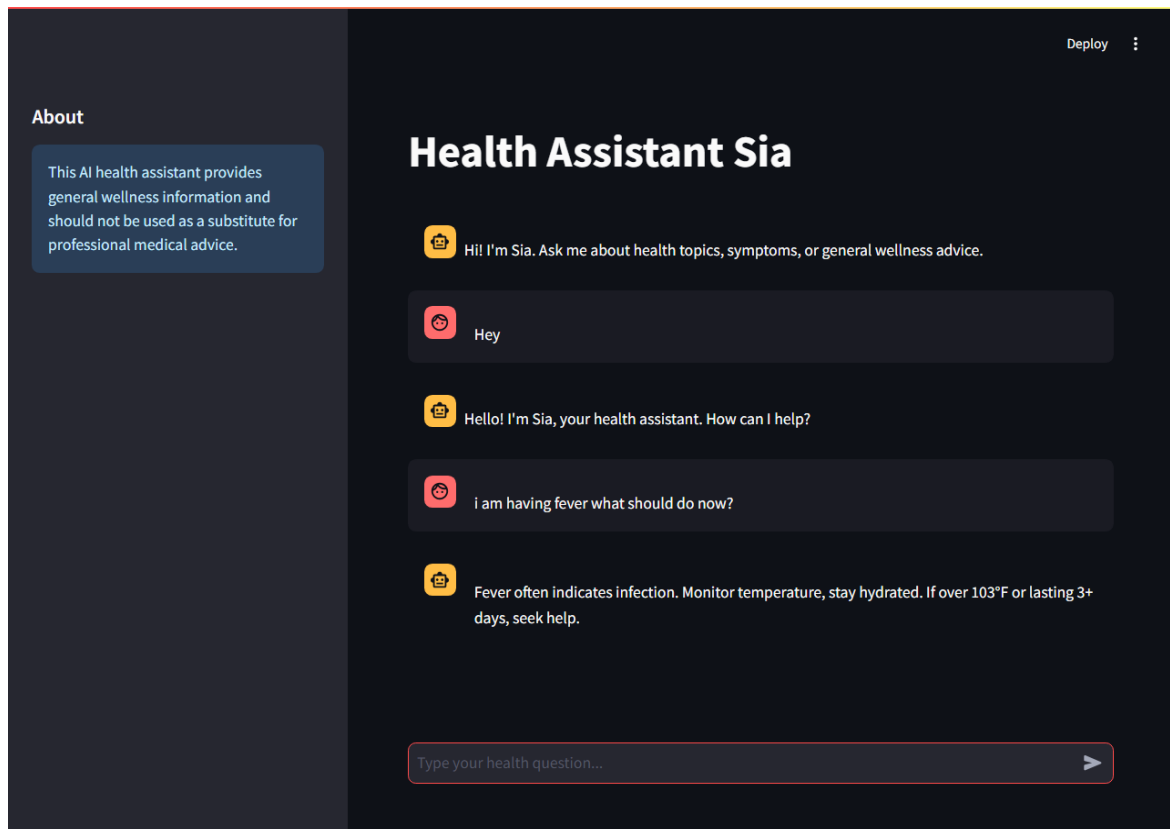 Deploy
About
This AI health assistant provides
general wellness information and
should not be used as a substitute for
professional medical advice.
Health Assistant Sia
Hi! I'm Sia. Ask me about health topics, symptoms, or general wellness advice.
Hey
Hello! I'm Sia, your health assistant. How can I help?
i am having fever what should do now?
Fever often indicates infection. Monitor temperature, stay hydrated. If over 103°F or lasting 3+
days, seek help.
Type your health question...